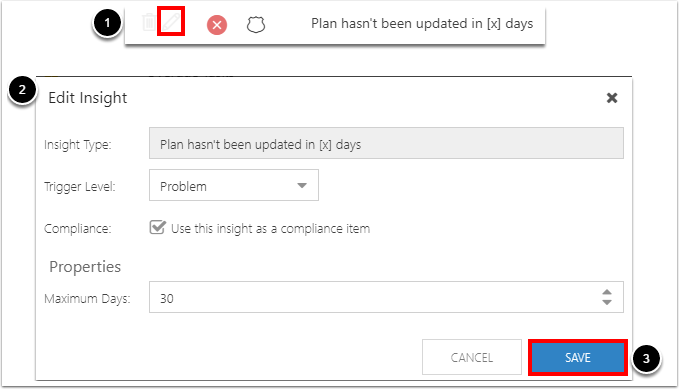 1
Plan hasn't been updated in [x] days
2
Edit Insight
Insight Type: Plan hasn't been updated in [x] days
Trigger Level: Problem
Compliance: Use this insight as a compliance item
Properties
Maximum Days: 30
CANCEL SAVE 3